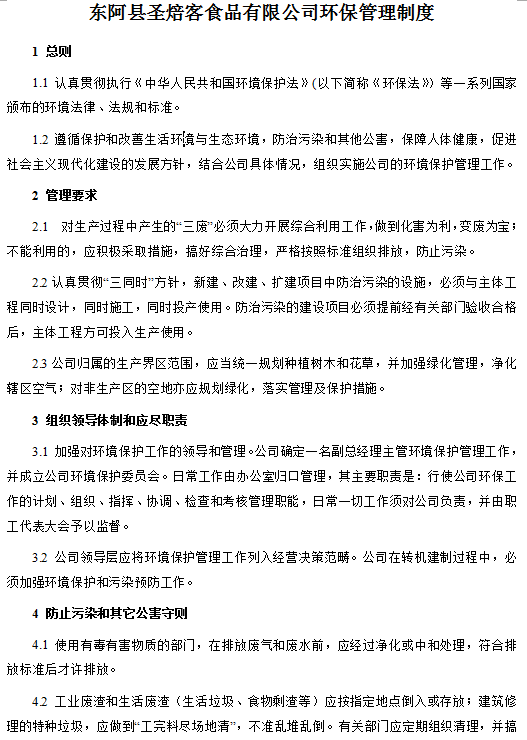 东阿县圣焙客食品有限公司环保管理制度
1 总则
1.1 认真贯彻执行《中华人民共和国环境保护法》(以下简称《环保法》）等一系列国家
颁布的环境法律、法规和标准。
1.2 遵循保护和改善生活环境与生态环境，防治污染和其他公害，保障人体健康，促进
社会主义现代化建设的发展方针，结合公司具体情况，组织实施公司的环境保护管理工作。
2 管理要求
2.1 对生产过程中产生的“三废”必须大力开展综合利用工作，做到化害为利，变废为宝；
不能利用的，应积极采取措施，搞好综合治理，严格按照标准组织排放，防止污染。
2.2 认真贯彻“三同时”方针，新建、改建、扩建项目中防治污染的设施，必须与主体工
程同时设计，同时施工，同时投产使用。防治污染的建设项目必须提前经有关部门验收合格
后，主体工程方可投入生产使用。
2.3 公司归属的生产界区范围，应当统一规划种植树木和花草，并加强绿化管理，净化
辖区空气；对非生产区的空地亦应规划绿化，落实管理及保护措施。
3 组织领导体制和应尽职责
3.1 加强对环境保护工作的领导和管理。公司确定一名副总经理主管环境保护管理工作，
并成立公司环境保护委员会。日常工作由办公室归口管理，其主要职责是：行使公司环保工
作的计划、组织、指挥、协调、检查和考核管理职能，日常一切工作须对公司负责，并由职
工代表大会予以监督。
3.2 公司领导层应将环境保护管理工作列入经营决策范畴。公司在转机建制过程中，必
须加强环境保护和污染预防工作。
4 防止污染和其它公害守则
4.1 使用有毒有害物质的部门，在排放废气和废水前，应经过净化或中和处理，符合排
放标准后才许排放。
4.2 工业废渣和生活废渣（生活垃圾、食物剩渣等）应按指定地点倒入或存放；建筑修
理的特种垃圾，应做到“工完料尽场地清”，不准乱堆乱倒。有关部门应定期组织清理，并搞